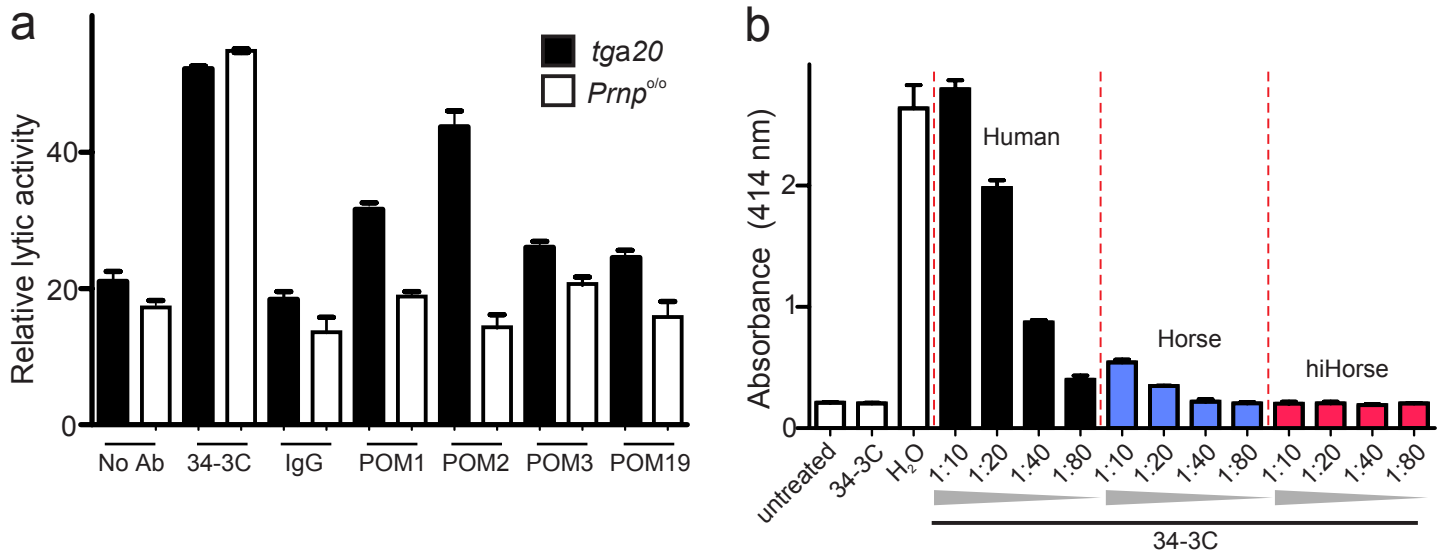 a
Relative lytic activity
40
20
0
tga20
Prnp^o/o
No Ab 34-3C IgG POM1 POM2 POM3 POM19
b
Absorbance (414 nm)
2
1
0
Human
Horse
hiHorse
untreated 34-3C H₂O 1:10 1:20 1:40 1:80 1:10 1:20 1:40 1:80 1:10 1:20 1:40 1:80
34-3C